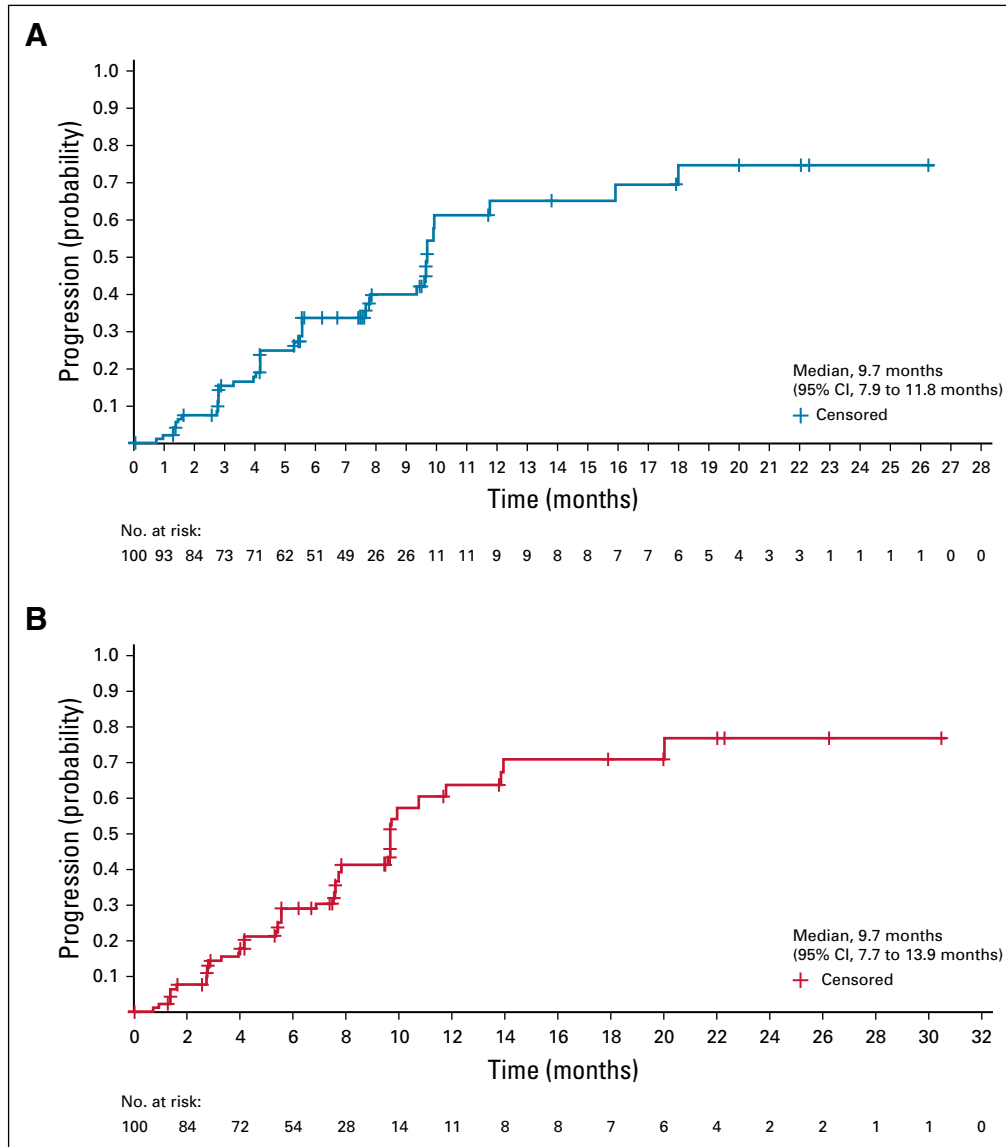 A
Progression (probability)
1.0
0.9
0.8
0.7
0.6
0.5
0.4
0.3
0.2
0.1
Median, 9.7 months
(95% CI, 7.9 to 11.8 months)
Censored
0 1 2 3 4 5 6 7 8 9 10 11 12 13 14 15 16 17 18 19 20 21 22 23 24 25 26 27 28
Time (months)
No. at risk:
100 93 84 73 71 62 51 49 26 26 11 11 9 9 8 8 7 7 6 5 4 3 3 1 1 1 1 0 0
B
Progression (probability)
1.0
0.9
0.8
0.7
0.6
0.5
0.4
0.3
0.2
0.1
Median, 9.7 months
(95% CI, 7.7 to 13.9 months)
Censored
0 2 4 6 8 10 12 14 16 18 20 22 24 26 28 30 32
Time (months)
No. at risk:
100 84 72 54 28 14 11 8 8 7 6 4 2 2 1 1 0